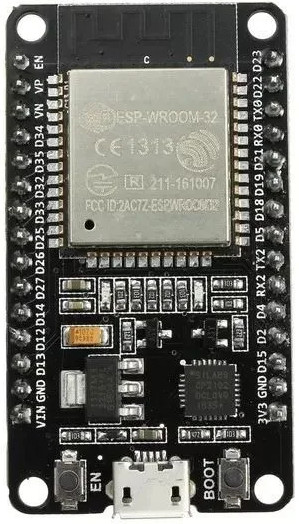 EN
VP
VN
D34
D35
D32
D33
D25
D26
D27
D14
D12
D13
GND
VIN
C
ESP-WROOM-32
CE1313
R 211-161007
FCC ID:2AC7Z-ESPWROOM32
D23
D22
TX0
RX0
D21
D19
D18
D5
TX2
RX2
D4
D2
D15
GND
3V3
EN
BOOT